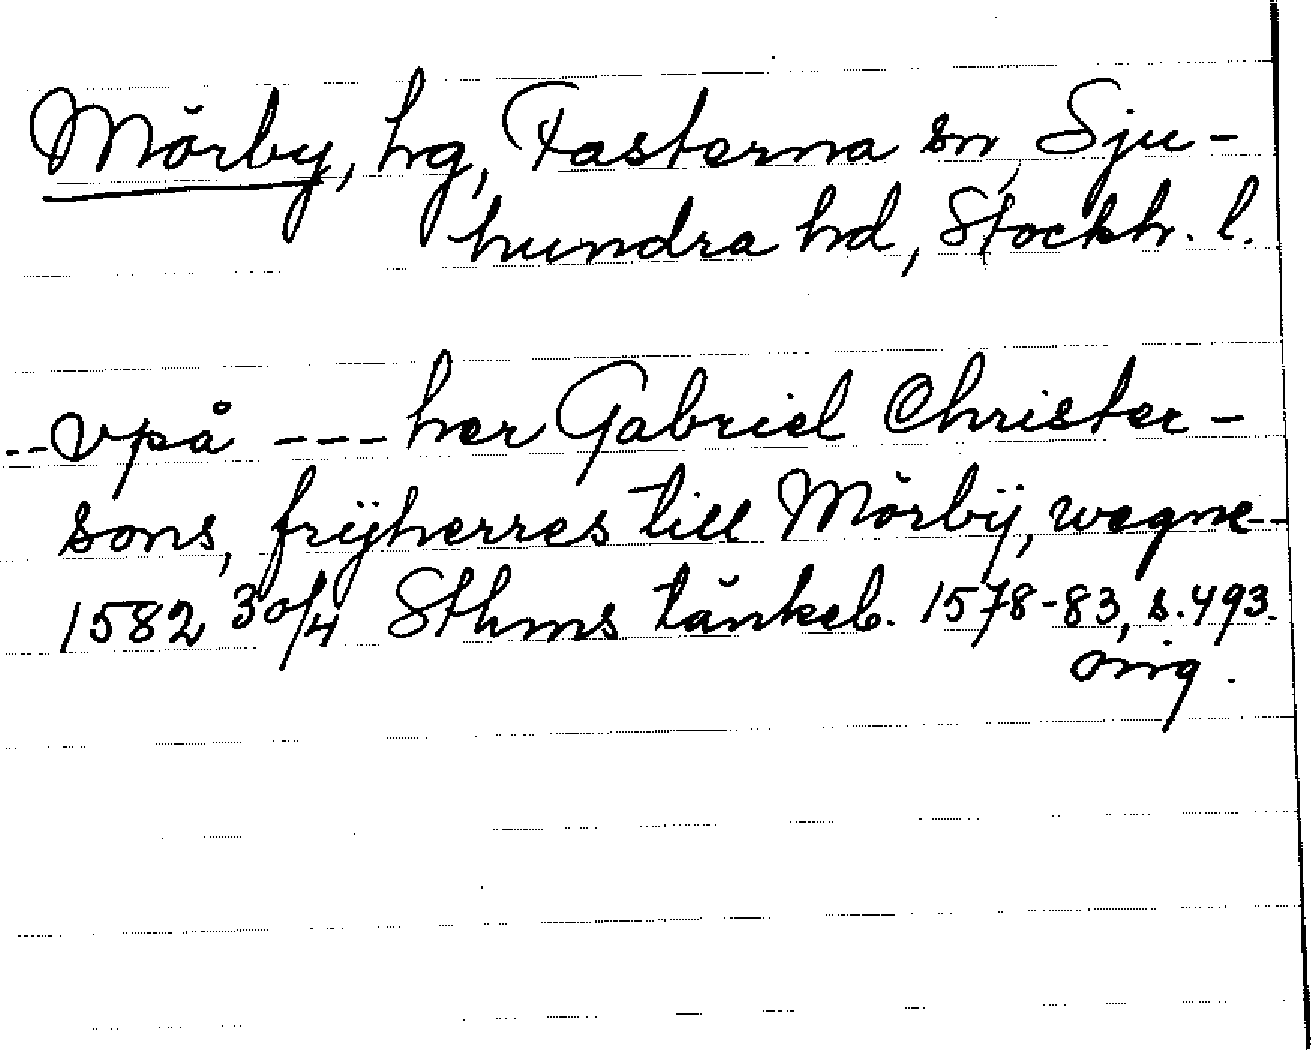 Mörby, hg, Fasterna sn, Sju-
hundra hd, Stockh. l.
--vpå --- her Gabriel Christer-
sons, frijherres till Mörbij, wegne--
1582 30/4 Sthms tänkeb. 1578-83, s. 493.
orig.